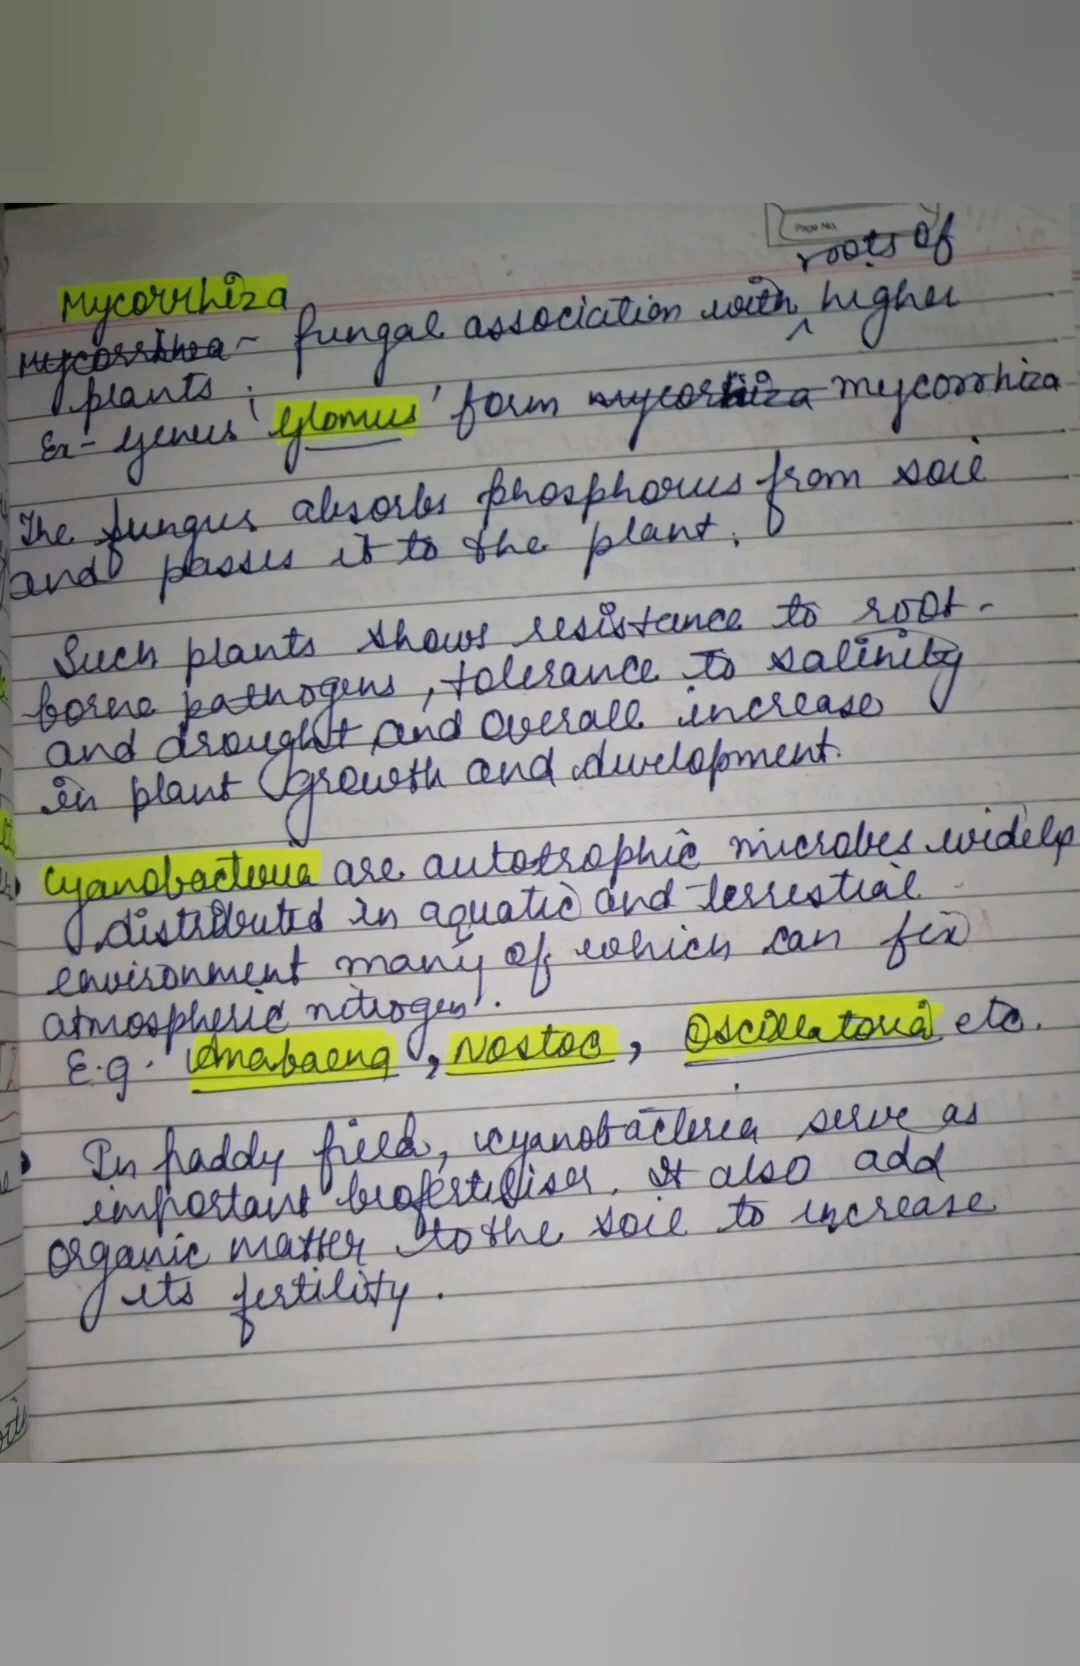 Page No.
roots of
Mycorrhiza
~ fungal association with ^ higher
plants.
Ex- Genus 'Glomus' form mycorrhiza
The fungus absorbs phosphorus from soil
and passes it to the plant.
Such plants shows resistance to root-
borne pathogens, tolerance to salinity
and drought and overall increase
in plant growth and development.
Cyanobacteria are autotrophic microbes widely
distributed in aquatic and terrestial
environment many of which can fix
atmospheric nitrogen.
E.g. Anabaena, Nostoc, Oscillatoria etc.
In paddy field, cyanobacteria serve as
important biofertiliser. It also add
organic matter to the soil to increase
its fertility.